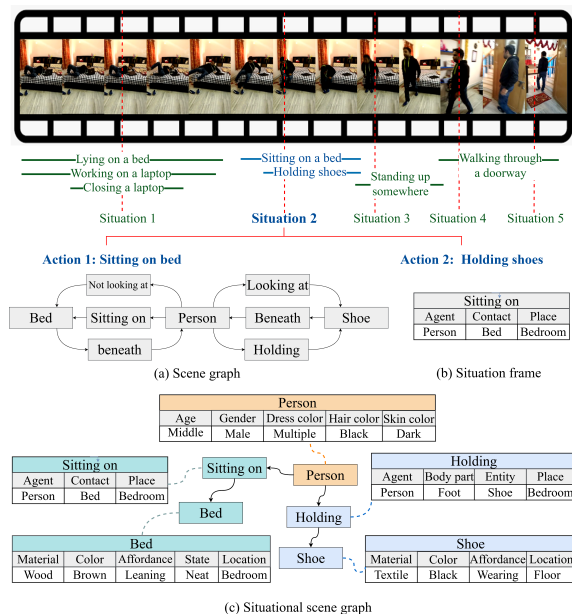 Lying on a bed
Working on a laptop
Closing a laptop
Sitting on a bed
Holding shoes
Standing up
somewhere
Walking through
a doorway
Situation 1
Situation 2
Situation 3
Situation 4
Situation 5
Action 1: Sitting on bed
Action 2: Holding shoes
Not looking at
Looking at
Bed
Sitting on
Person
Beneath
Shoe
beneath
Holding
Sitting on
Agent Contact Place
Person Bed Bedroom
(a) Scene graph
(b) Situation frame
Person
Age Gender Dress color Hair color Skin color
Middle Male Multiple Black Dark
Sitting on
Agent Contact Place
Person Bed Bedroom
Sitting on
Person
Holding
Agent Body part Entity Place
Person Foot Shoe Bedroom
Bed
Holding
Bed
Material Color Affordance State Location
Wood Brown Leaning Neat Bedroom
Shoe
Shoe
Material Color Affordance Location
Textile Black Wearing Floor
(c) Situational scene graph